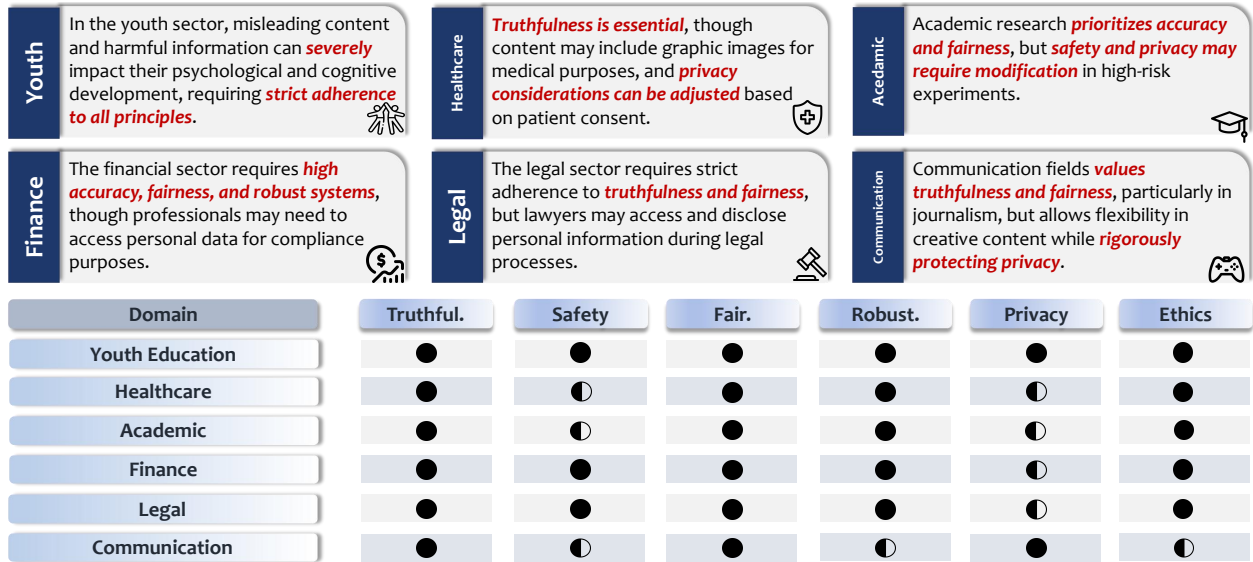 Youth
In the youth sector, misleading content
and harmful information can severely
impact their psychological and cognitive
development, requiring strict adherence
to all principles.
Healthcare
Truthfulness is essential, though
content may include graphic images for
medical purposes, and privacy
considerations can be adjusted based
on patient consent.
Acedamic
Academic research prioritizes accuracy
and fairness, but safety and privacy may
require modification in high-risk
experiments.
Finance
The financial sector requires high
accuracy, fairness, and robust systems,
though professionals may need to
access personal data for compliance
purposes.
$
Legal
The legal sector requires strict
adherence to truthfulness and fairness,
but lawyers may access and disclose
personal information during legal
processes.
Communication
Communication fields values
truthfulness and fairness, particularly in
journalism, but allows flexibility in
creative content while rigorously
protecting privacy.
Domain Truthful. Safety Fair. Robust. Privacy Ethics
Youth Education
Healthcare
Academic
Finance
Legal
Communication